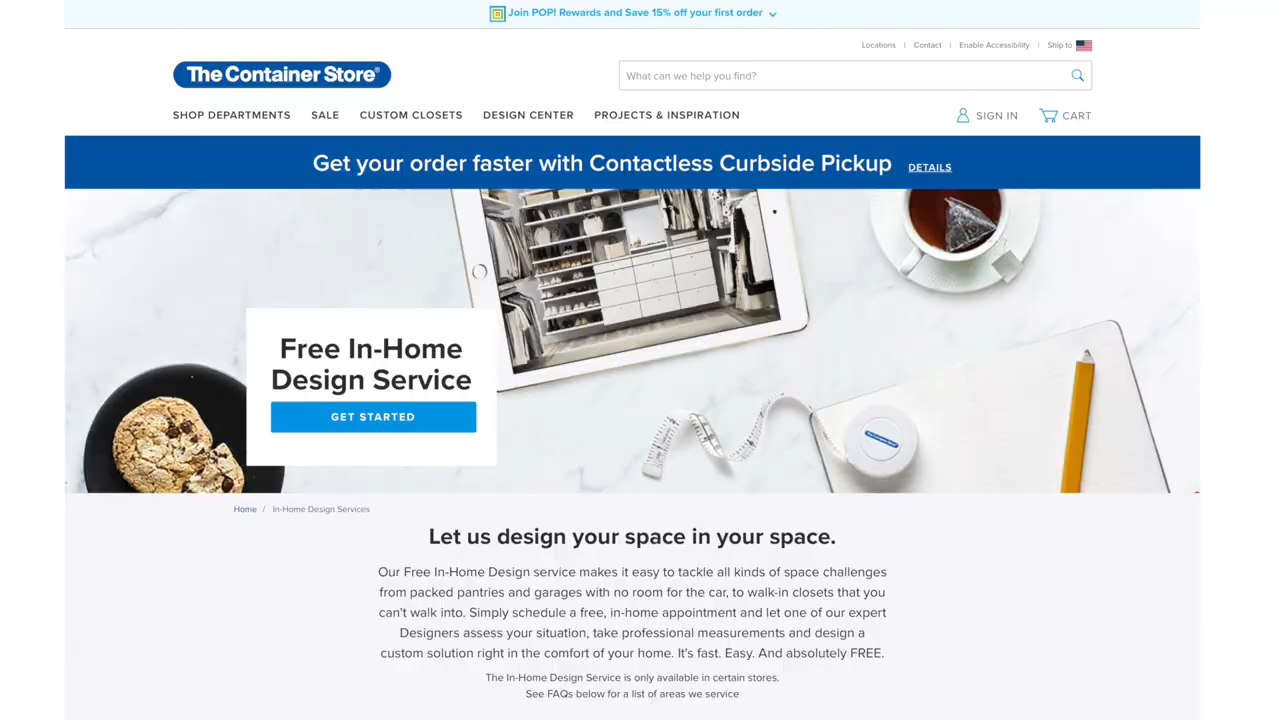 Join POP! Rewards and Save 15% off your first order
Locations | Contact | Enable Accessibility | Ship to
The Container Store®
What can we help you find?
SHOP DEPARTMENTS SALE CUSTOM CLOSETS DESIGN CENTER PROJECTS & INSPIRATION SIGN IN CART
Get your order faster with Contactless Curbside Pickup DETAILS
Free In-Home
Design Service
GET STARTED
The Container Store
Home / In-Home Design Services
Let us design your space in your space.
Our Free In-Home Design service makes it easy to tackle all kinds of space challenges
from packed pantries and garages with no room for the car, to walk-in closets that you
can't walk into. Simply schedule a free, in-home appointment and let one of our expert
Designers assess your situation, take professional measurements and design a
custom solution right in the comfort of your home. It's fast. Easy. And absolutely FREE.
The In-Home Design Service is only available in certain stores.
See FAQs below for a list of areas we service